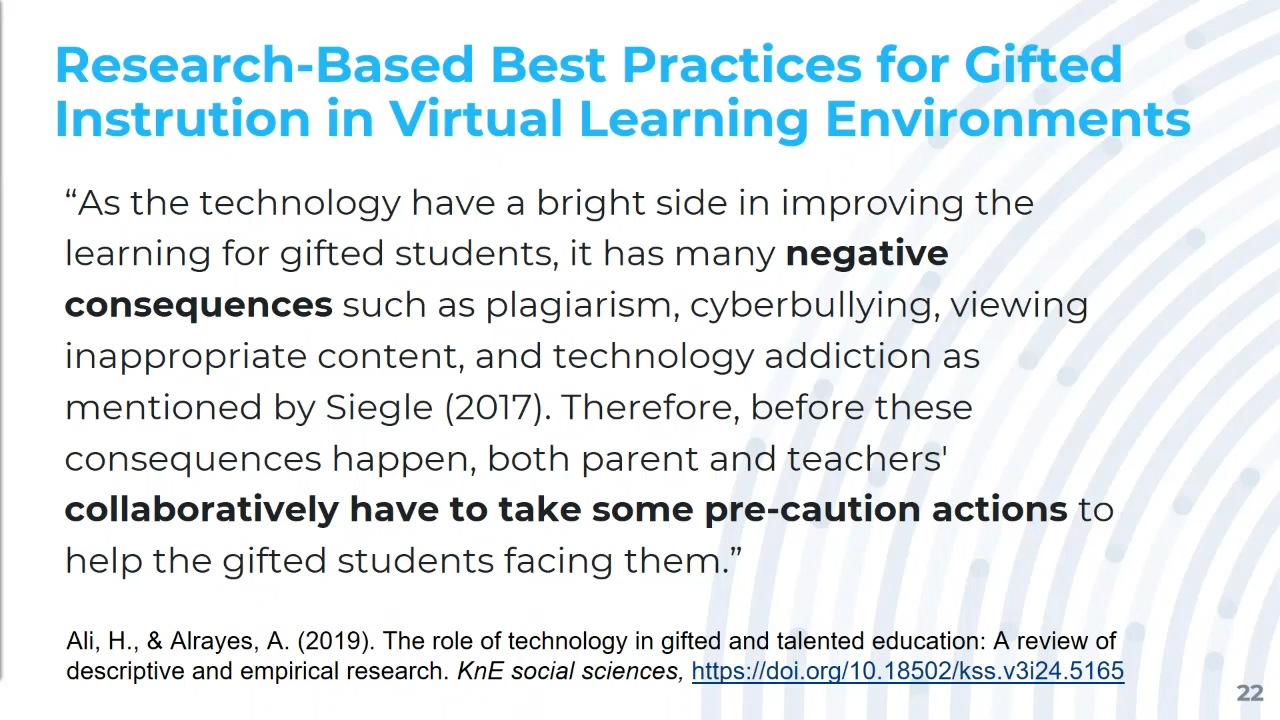 Research-Based Best Practices for Gifted
Instrution in Virtual Learning Environments
“As the technology have a bright side in improving the
learning for gifted students, it has many negative
consequences such as plagiarism, cyberbullying, viewing
inappropriate content, and technology addiction as
mentioned by Siegle (2017). Therefore, before these
consequences happen, both parent and teachers'
collaboratively have to take some pre-caution actions to
help the gifted students facing them.”
Ali, H., & Alrayes, A. (2019). The role of technology in gifted and talented education: A review of
descriptive and empirical research. KnE social sciences, https://doi.org/10.18502/kss.v3i24.5165
22